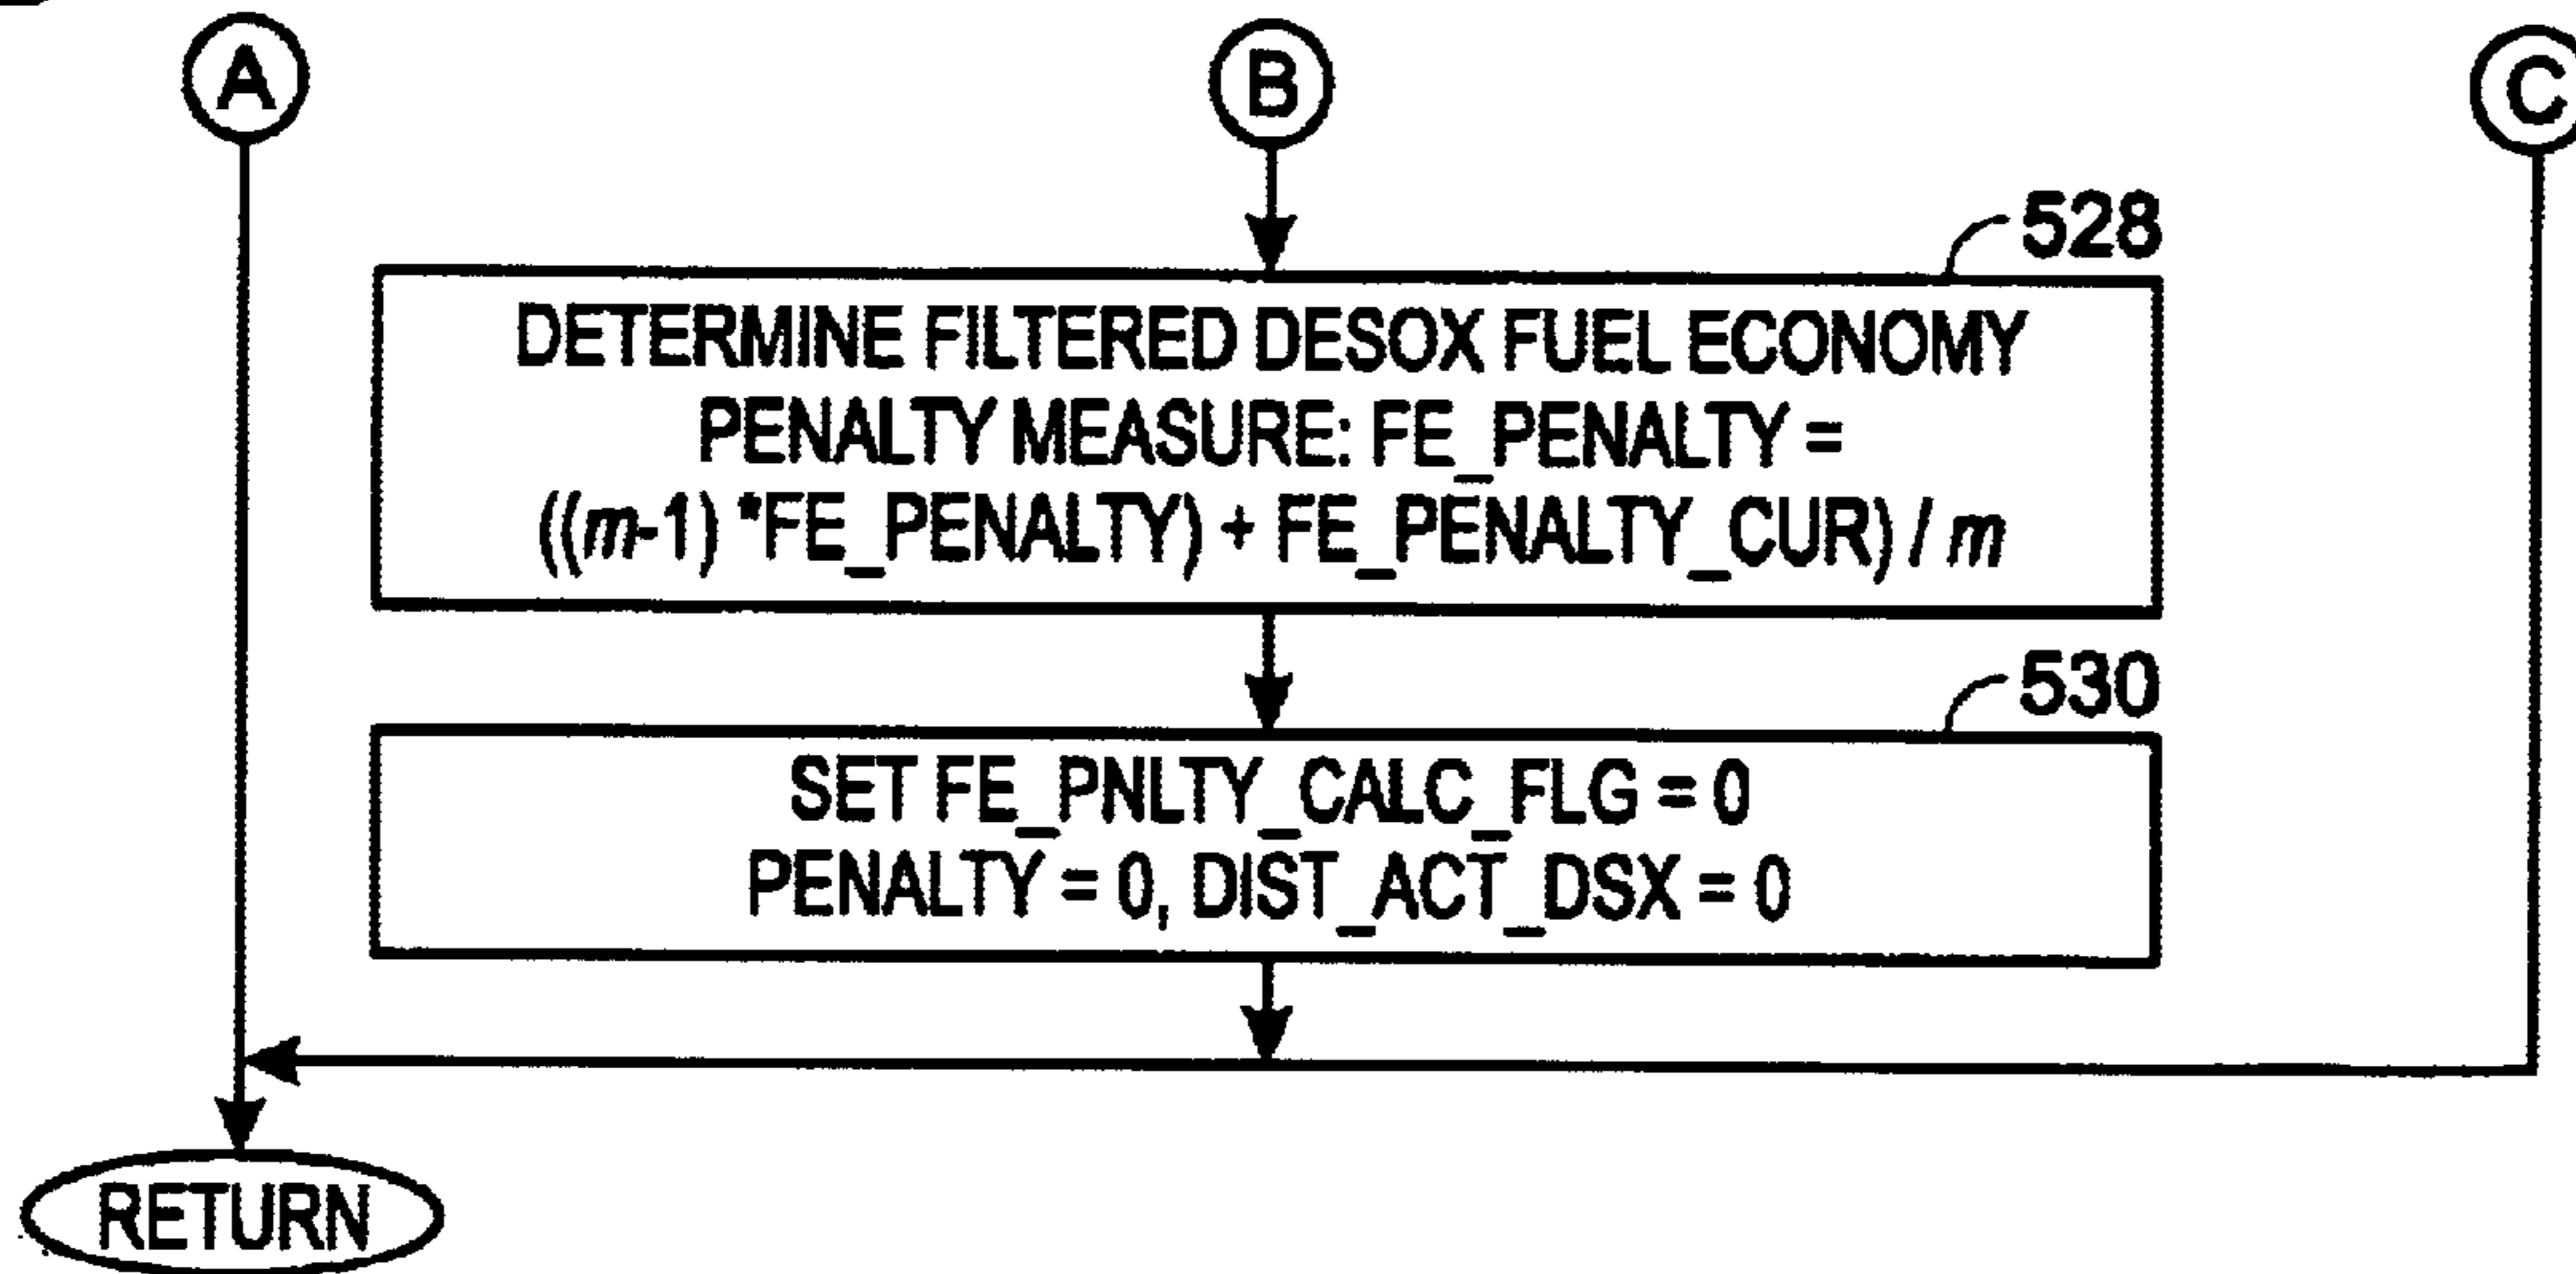 A
B
C
528
DETERMINE FILTERED DESOX FUEL ECONOMY
PENALTY MEASURE: FE_PENALTY =
((m-1) *FE_PENALTY) + FE_PENALTY_CUR) / m
530
SET FE_PNLTY_CALC_FLG = 0
PENALTY = 0, DIST_ACT_DSX = 0
RETURN